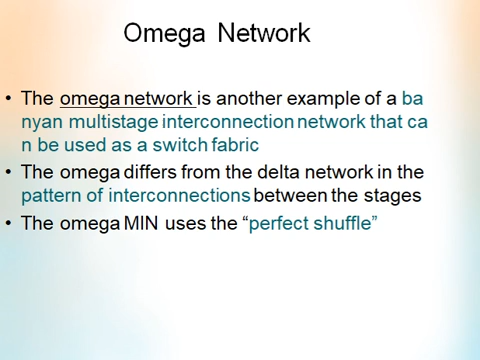 Omega Network
• The omega network is another example of a ba
nyan multistage interconnection network that ca
n be used as a switch fabric
• The omega differs from the delta network in the
pattern of interconnections between the stages
• The omega MIN uses the “perfect shuffle”